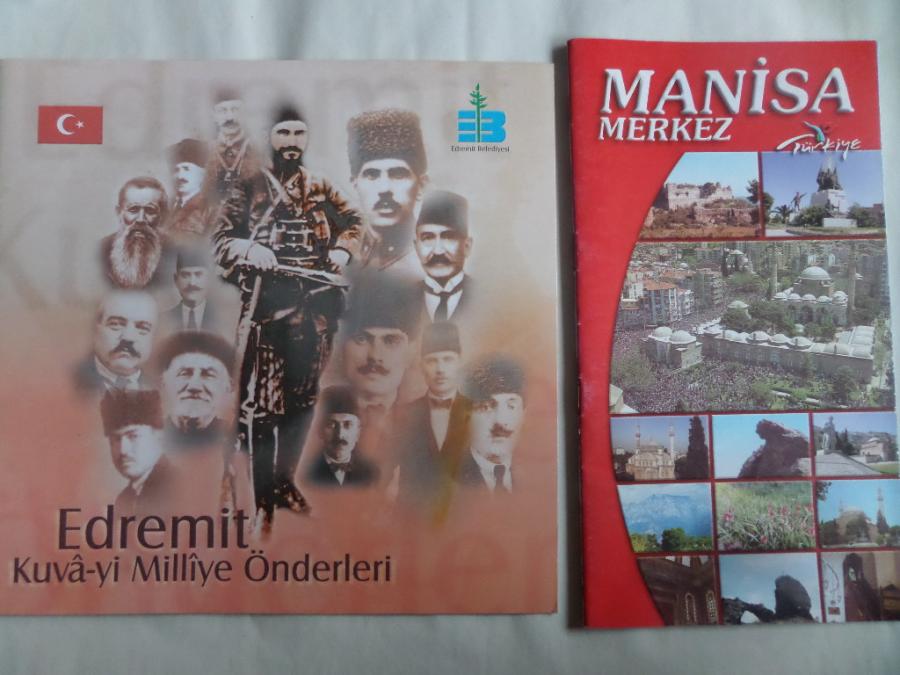 Edremit Belediyesi
Edremit
Kuvâ-yi Millîye Önderleri
MANİSA
MERKEZ
Türkiye